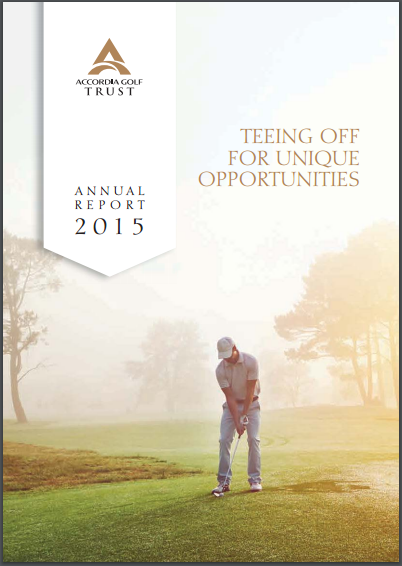 ACCORDIA GOLF
TRUST
TEEING OFF
FOR UNIQUE
OPPORTUNITIES
ANNUAL
REPORT
2015